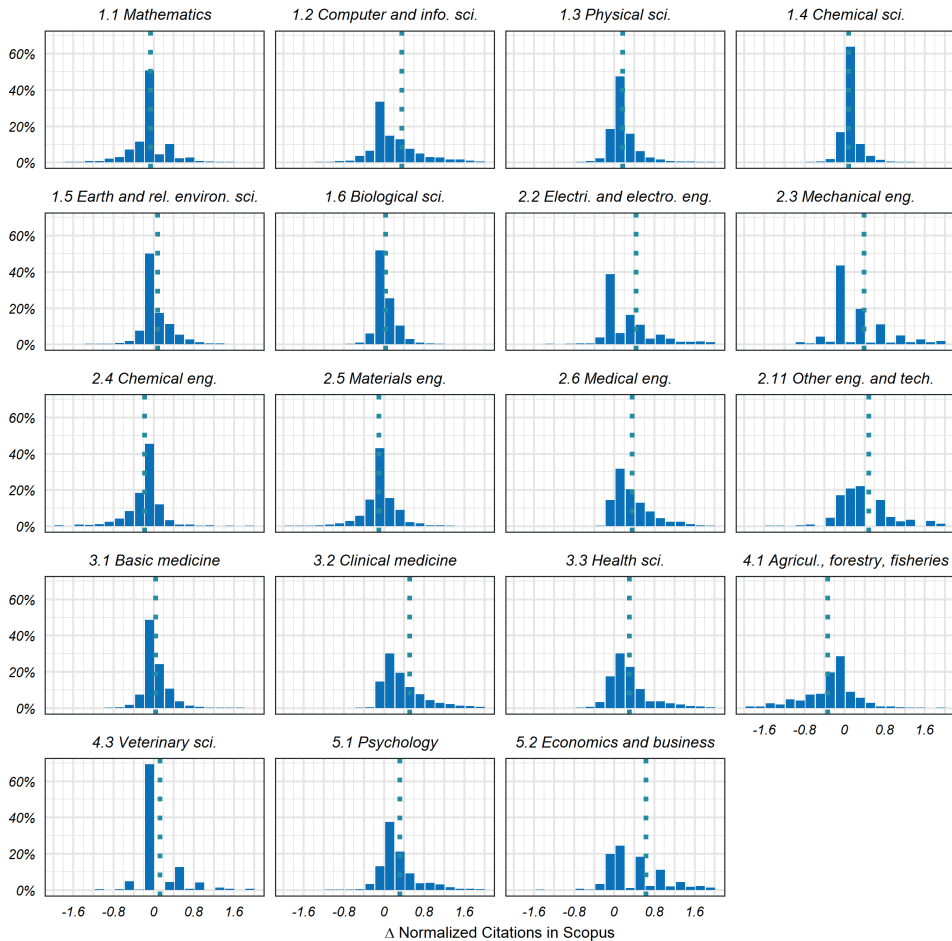 1.1 Mathematics
1.2 Computer and info. sci.
1.3 Physical sci.
1.4 Chemical sci.
60%
40%
20%
0%
1.5 Earth and rel. environ. sci.
1.6 Biological sci.
2.2 Electri. and electro. eng.
2.3 Mechanical eng.
60%
40%
20%
0%
2.4 Chemical eng.
2.5 Materials eng.
2.6 Medical eng.
2.11 Other eng. and tech.
60%
40%
20%
0%
3.1 Basic medicine
3.2 Clinical medicine
3.3 Health sci.
4.1 Agricul., forestry, fisheries
60%
40%
20%
0%
-1.6 -0.8 0 0.8 1.6
4.3 Veterinary sci.
5.1 Psychology
5.2 Economics and business
60%
40%
20%
0%
-1.6 -0.8 0 0.8 1.6
-1.6 -0.8 0 0.8 1.6
-1.6 -0.8 0 0.8 1.6
Δ Normalized Citations in Scopus